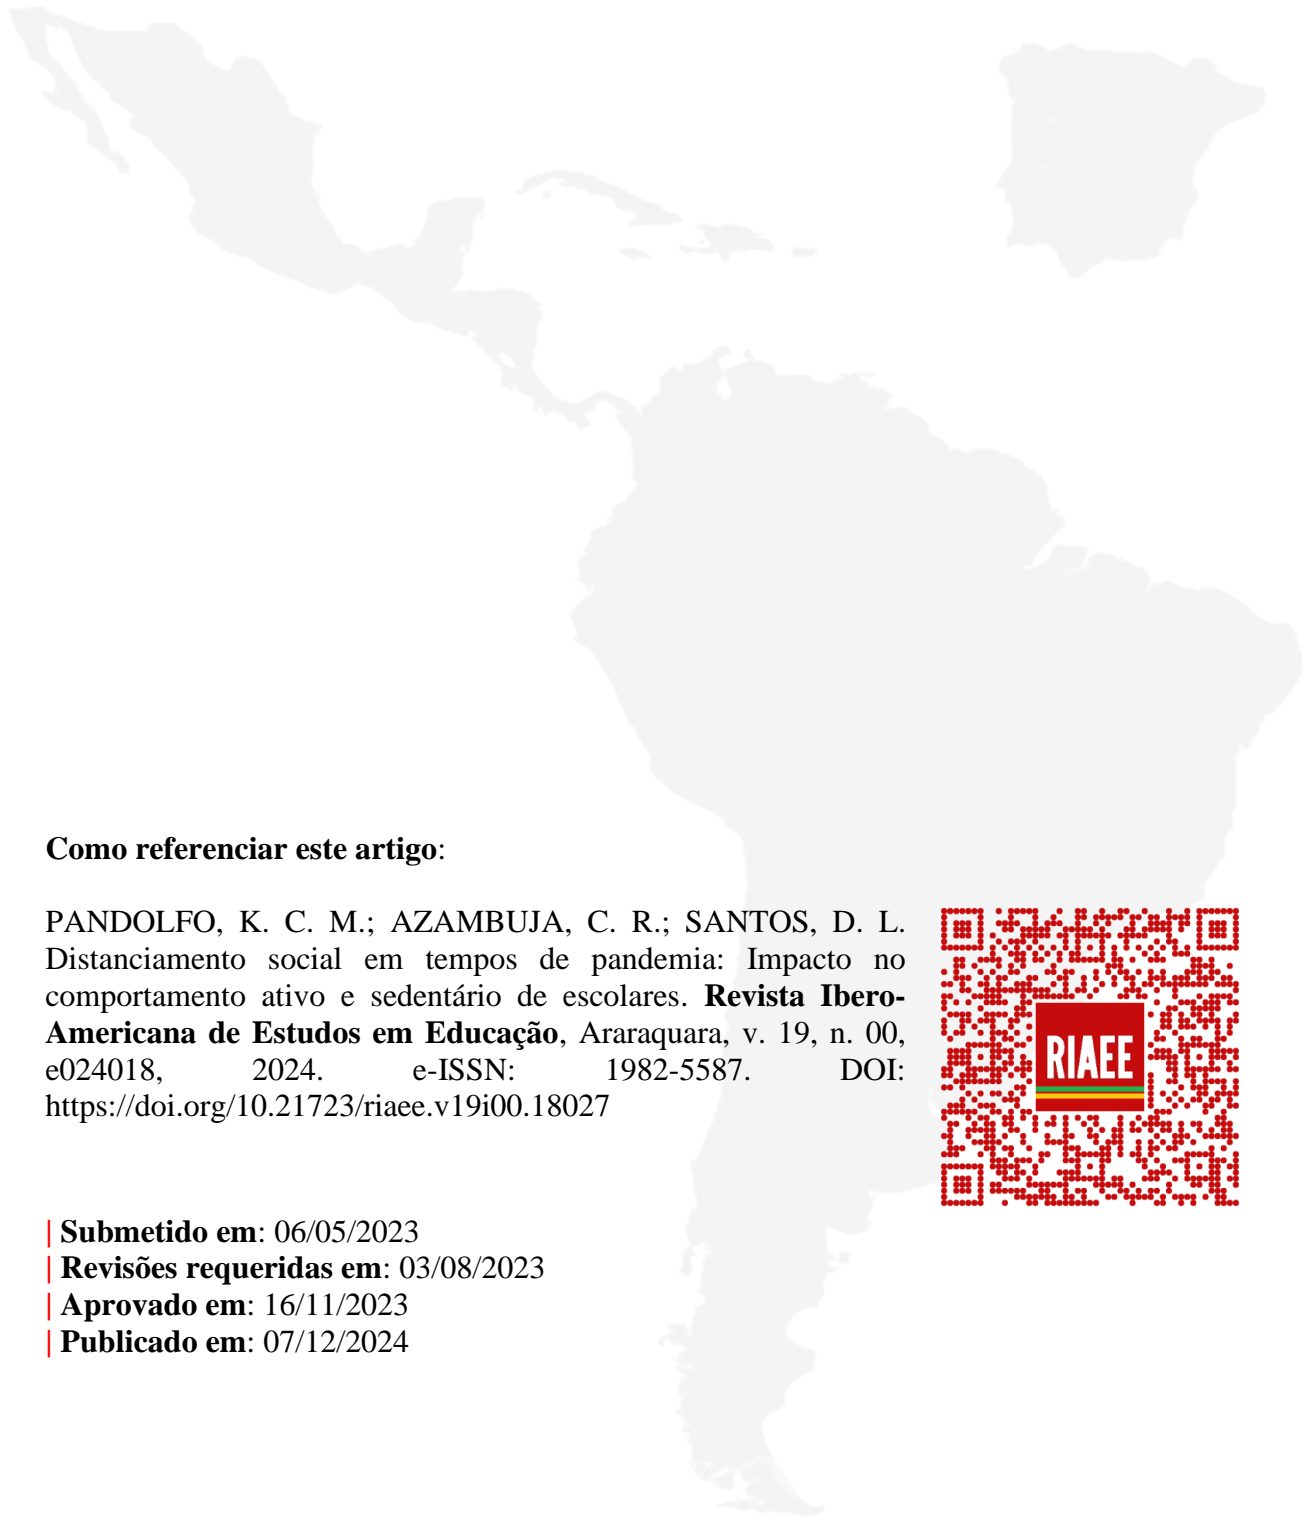 Como referenciar este artigo:
PANDOLFO, K. C. M.; AZAMBUJA, C. R.; SANTOS, D. L.
Distanciamento social em tempos de pandemia: Impacto no
comportamento ativo e sedentário de escolares. Revista Ibero-
Americana de Estudos em Educação, Araraquara, v. 19, n. 00,
e024018, 2024. e-ISSN: 1982-5587. DOI:
https://doi.org/10.21723/riaee.v19i00.18027
RIAEE
| Submetido em: 06/05/2023
| Revisões requeridas em: 03/08/2023
| Aprovado em: 16/11/2023
| Publicado em: 07/12/2024